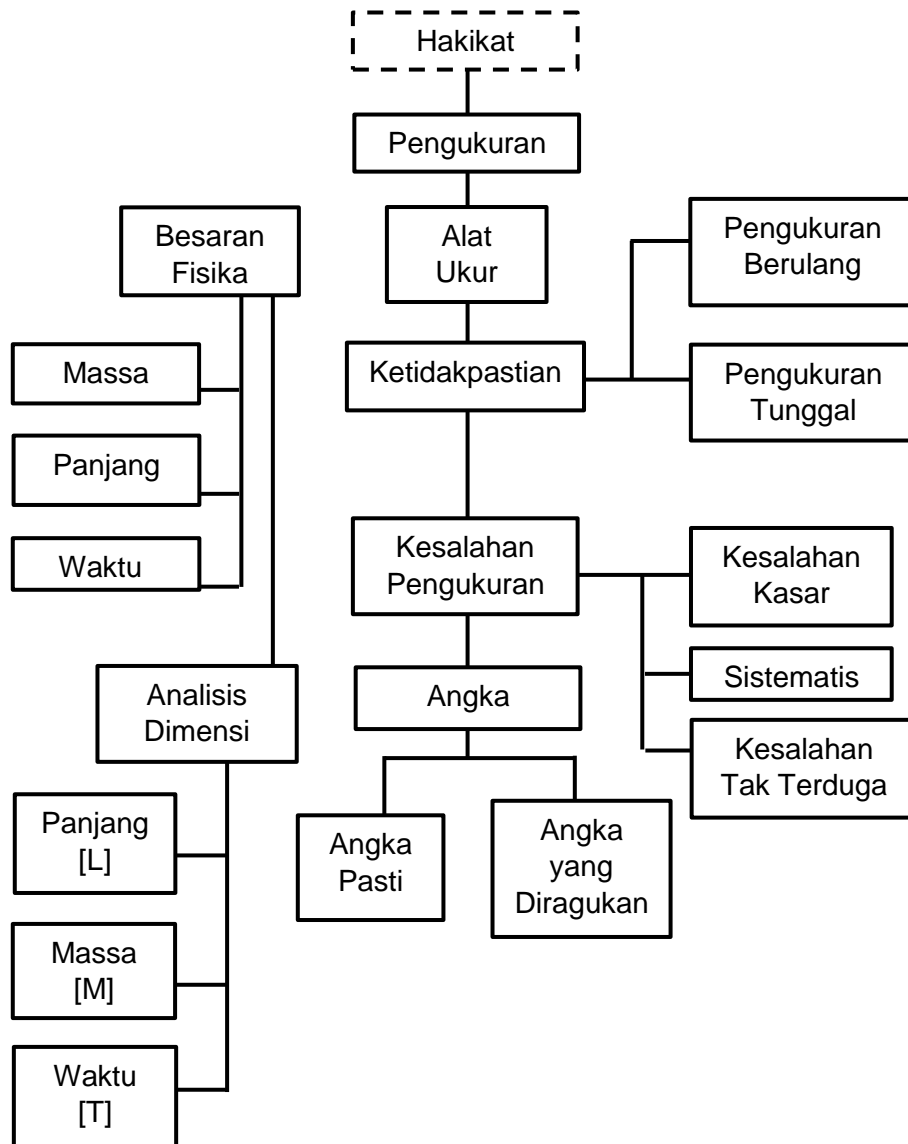 Hakikat
Pengukuran
Besaran
Fisika
Alat
Ukur
Pengukuran
Berulang
Massa
Ketidakpastian
Pengukuran
Tunggal
Panjang
Waktu
Kesalahan
Pengukuran
Kesalahan
Kasar
Sistematis
Kesalahan
Tak Terduga
Analisis
Dimensi
Angka
Panjang
[L]
Massa
[M]
Waktu
[T]
Angka
Pasti
Angka
yang
Diragukan